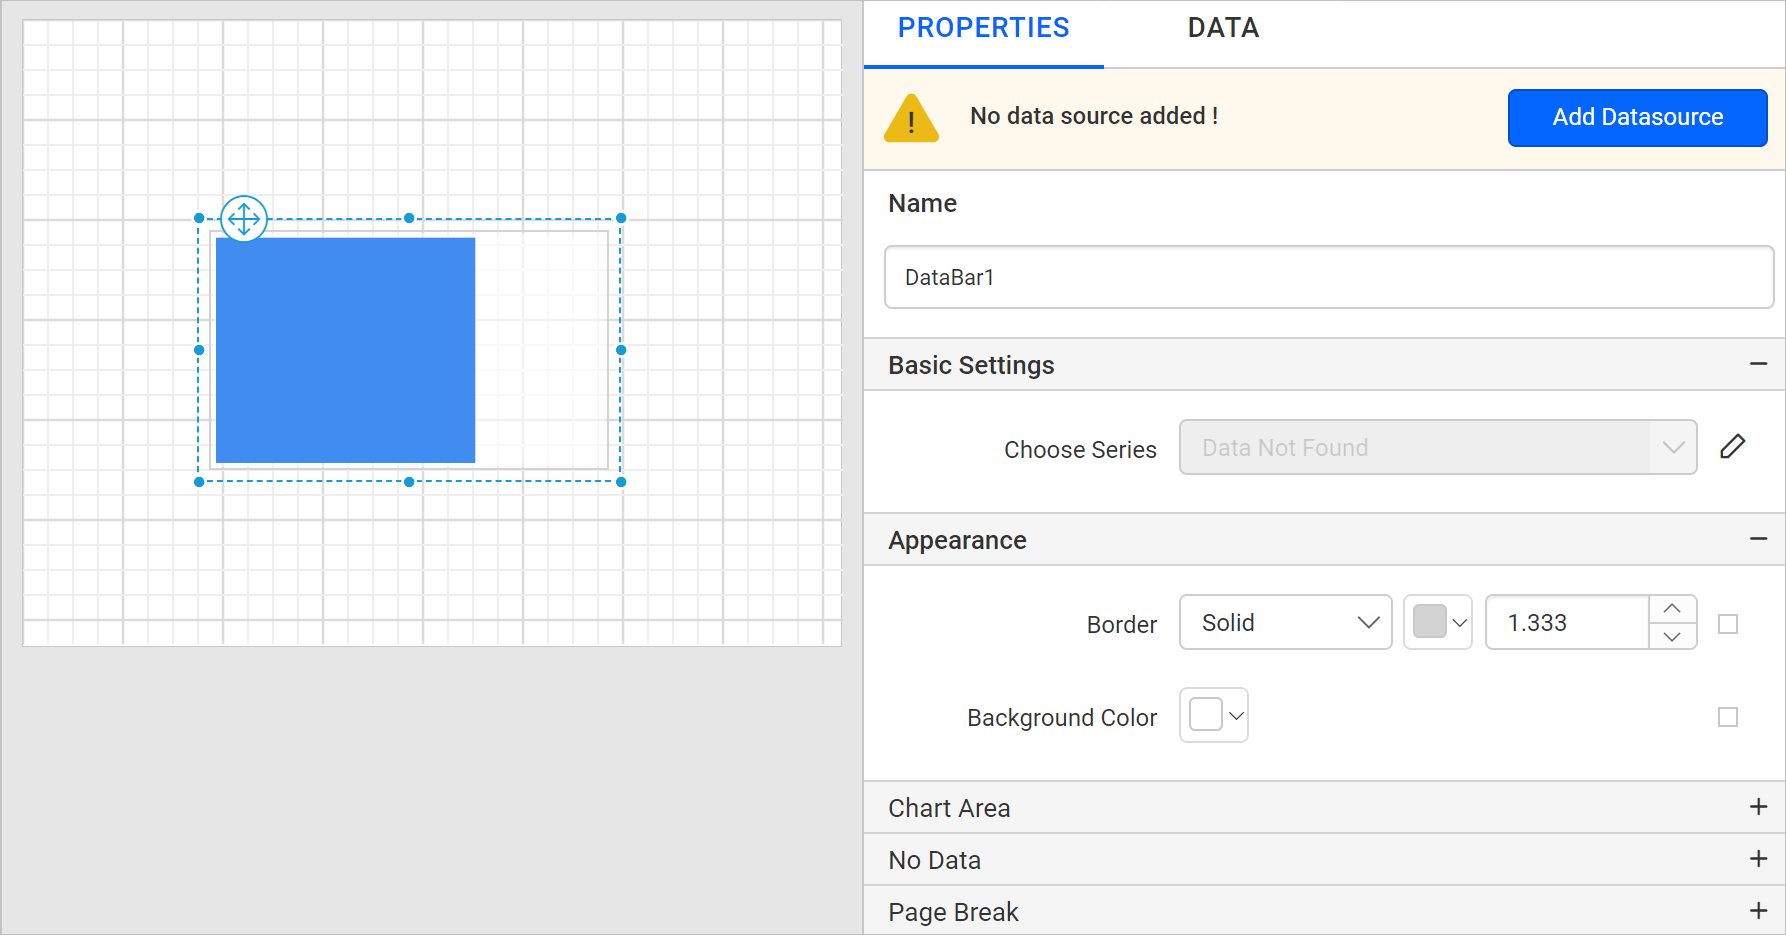 PROPERTIES DATA
No data source added ! Add Datasource
Name
DataBar1
Basic Settings
Choose Series Data Not Found
Appearance
Border Solid 1.333
Background Color
Chart Area
No Data
Page Break